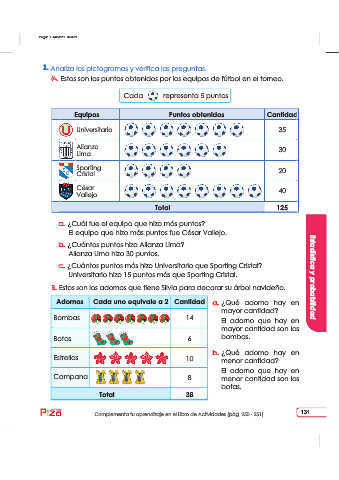 1. Analiza los pictogramas y verifica las preguntas.
A. Estos son los puntos obtenidos por los equipos de fútbol en el torneo.
Cada representa 5 puntos
Equipos Puntos obtenidos Cantidad
Universitario 35
Alianza Lima 30
Sporting Cristal 20
César Vallejo 40
Total 125
a. ¿Cuál fue el equipo que hizo más puntos?
El equipo que hizo más puntos fue César Vallejo.
b. ¿Cuántos puntos hizo Alianza Lima?
Alianza Lima hizo 30 puntos.
c. ¿Cuántos puntos más hizo Universitario que Sporting Cristal?
Universitario hizo 15 puntos más que Sporting Cristal.
B. Estos son los adornos que tiene Silvia para decorar su árbol navideño.
Adornos Cada uno equivale a 2 Cantidad
Bombas 14
Botas 6
Estrellas 10
Campana 8
Total 38
a. ¿Qué adorno hay en
mayor cantidad?
El adorno que hay en
mayor cantidad son las
bombas.
b. ¿Qué adorno hay en
menor cantidad?
El adorno que hay en
menor cantidad son las
botas.
Estadística y probabilidad
Complementa tu aprendizaje en el libro de Actividades (pág. 250 - 251)
131